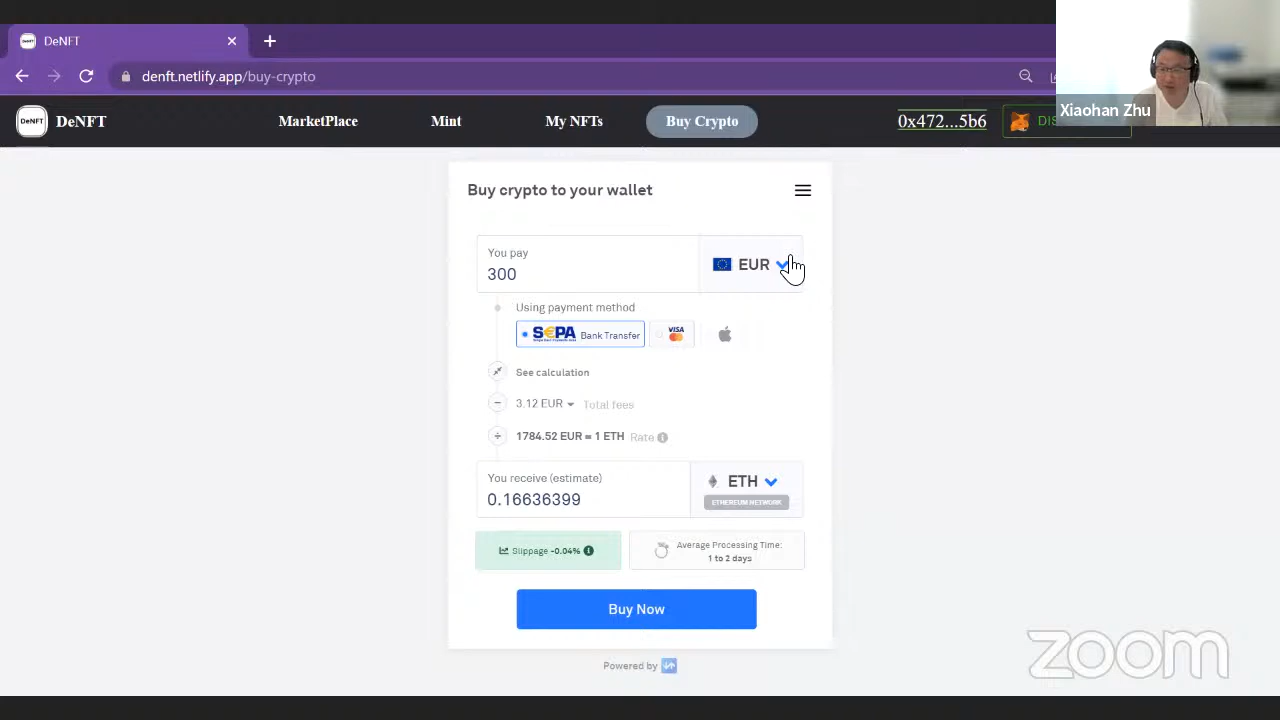 DeNFT
denft.netlify.app/buy-crypto
Xiaohan Zhu
DeNFT
DeNFT
MarketPlace
Mint
My NFTs
Buy Crypto
0x472...5b6
DIS
Buy crypto to your wallet
You pay
300
EUR
Using payment method
S€PA Bank Transfer
VISA
See calculation
3.12 EUR
Total fees
1784.52 EUR = 1 ETH
Rate
You receive (estimate)
0.16636399
ETH
ETHEREUM NETWORK
Slippage -0.04%
Average Processing Time:
1 to 2 days
Buy Now
Powered by
zoom